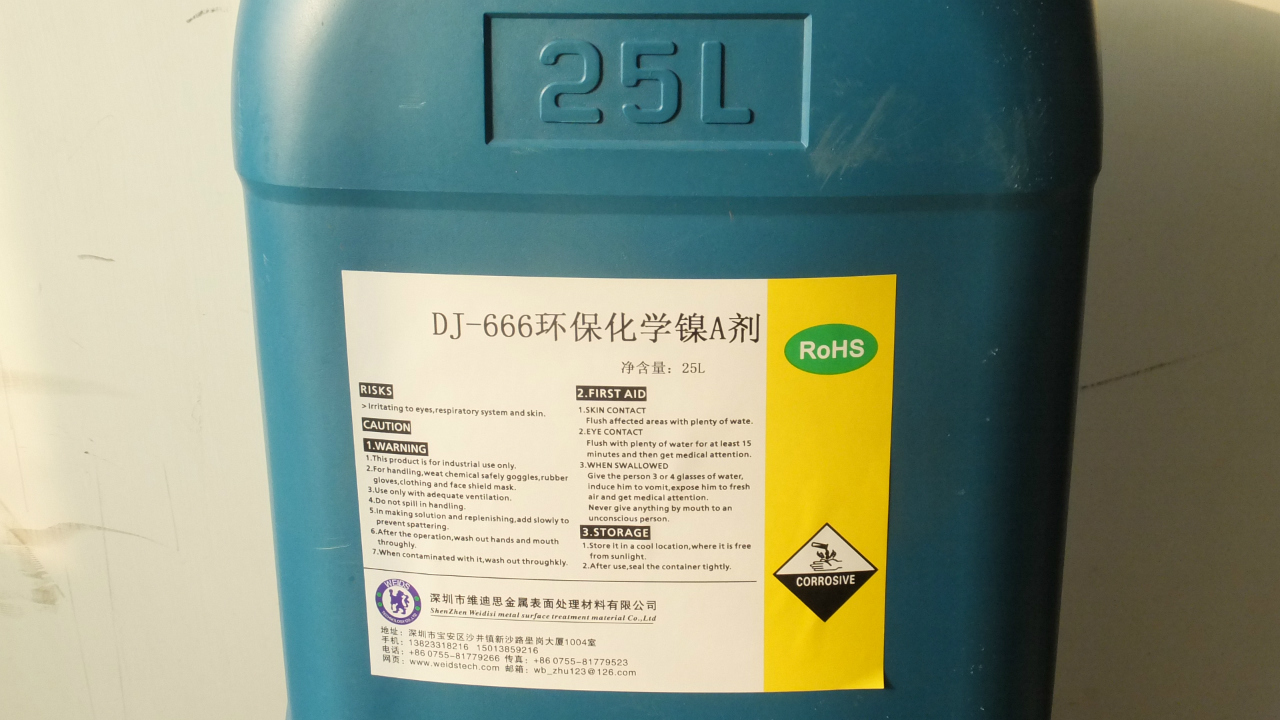 25L
DJ-666环保化学镍A剂
净含量：25L
RoHS
RISKS
> Irritating to eyes,respiratory system and skin.
CAUTION
1.WARNING
1.This product is for industrial use only.
2.For handling,weat chemical safely goggles,rubber
gloves,clothing and face shield mask.
3.Use only with adequate ventilation.
4.Do not spill in handling.
5.In making solution and replenishing,add slowly to
prevent spattering.
6.After the operation,wash out hands and mouth
throughly.
7.When contaminated with it,wash out throughkly.
2.FIRST AID
1.SKIN CONTACT
Flush affected areas with plenty of wate.
2.EYE CONTACT
Flush with plenty of water for at least 15
minutes and then get medical attention.
3.WHEN SWALLOWED
Give the person 3 or 4 glasses of water,
induce him to vomit,expose him to fresh
air and get medical attention.
Never give anything by mouth to an
unconscious person.
3.STORAGE
1.Store it in a cool location,where it is free
from sunlight.
2.After use,seal the container tightly.
CORROSIVE
WEIDS
深圳市维迪思金属表面处理材料有限公司
ShenZhen Weidisi metal surface treatment material Co.,Ltd
地址：深圳市宝安区沙井镇新沙路壆岗大厦1004室
手机：13823318216 15013859216
电话：+86 0755-81779266 传真：+86 0755-81779523
网页：www.weidstech.com 邮箱：wb_zhu123@126.com